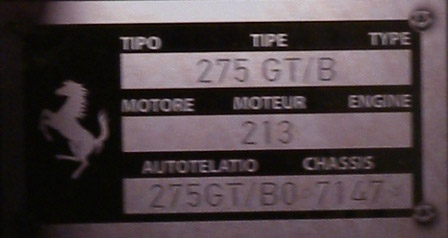 TIPO TIPE TYPE
275 GT/B
MOTORE MOTEUR ENGINE
213
AUTOTELATIO CHASSIS
275GT/B0 7147